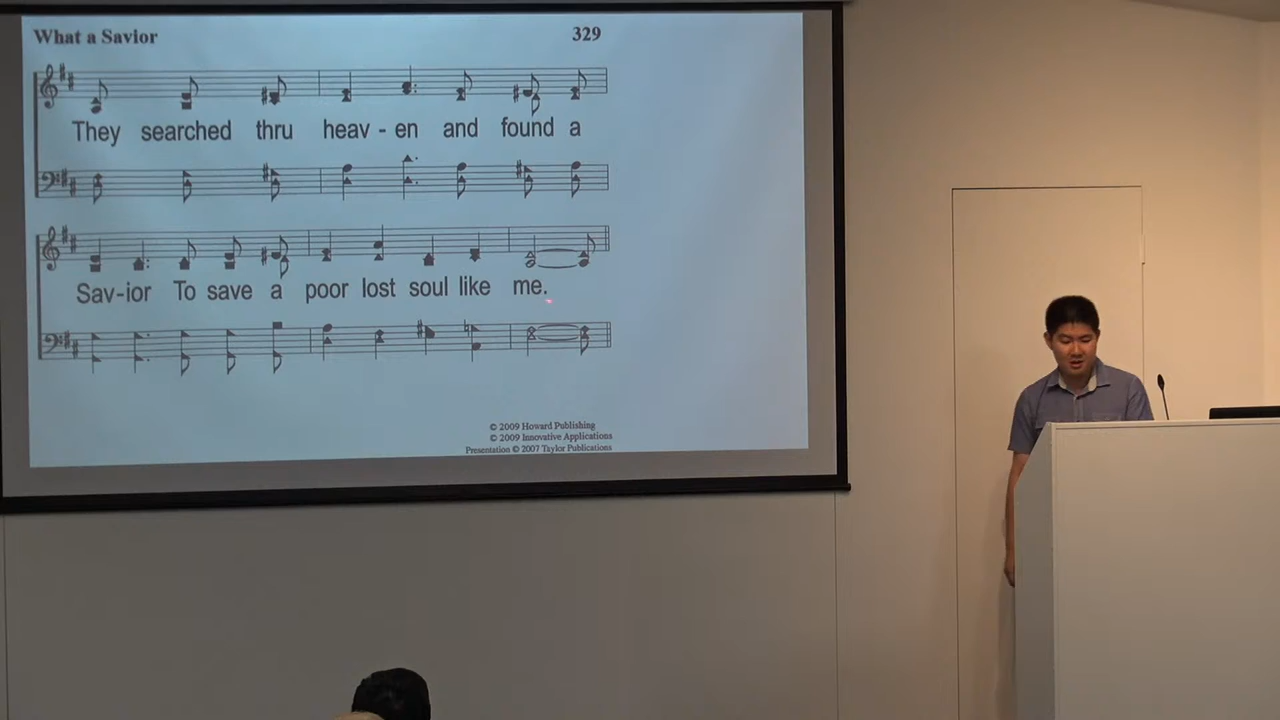 What a Savior 329
They searched thru heav - en and found a
Sav-ior To save a poor lost soul like me.
© 2009 Howard Publishing
© 2009 Innovative Applications
Presentation © 2007 Taylor Publications